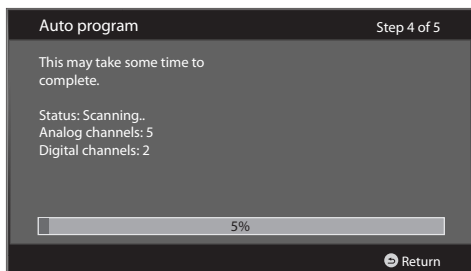 Auto program
Step 4 of 5
This may take some time to
complete.
Status: Scanning..
Analog channels: 5
Digital channels: 2
5%
Return